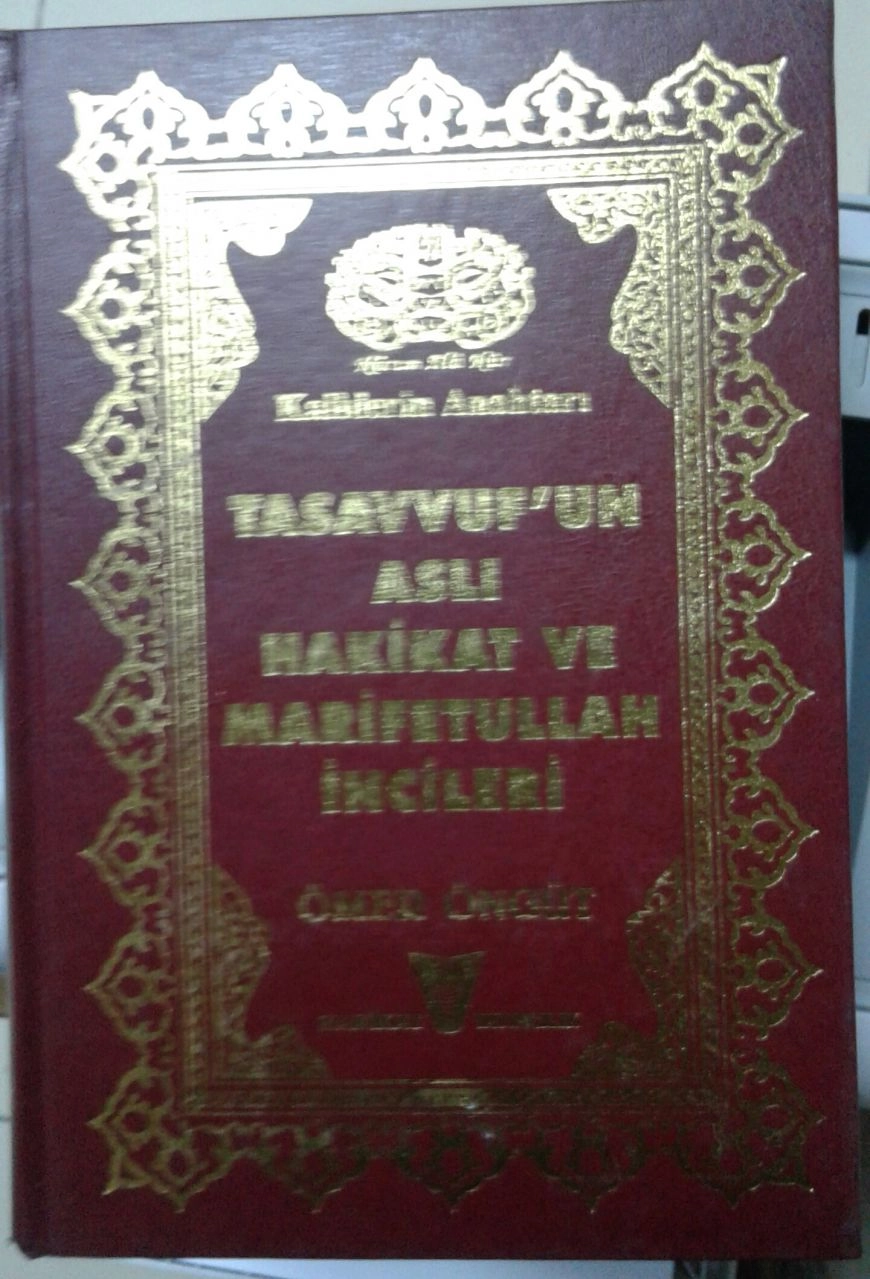 Kalblerin Anahtarı
TASAVVUF'UN
ASLI
HAKİKAT VE
MARİFETULLAH
İNCİLERİ
ÖMER ÖNGÜT